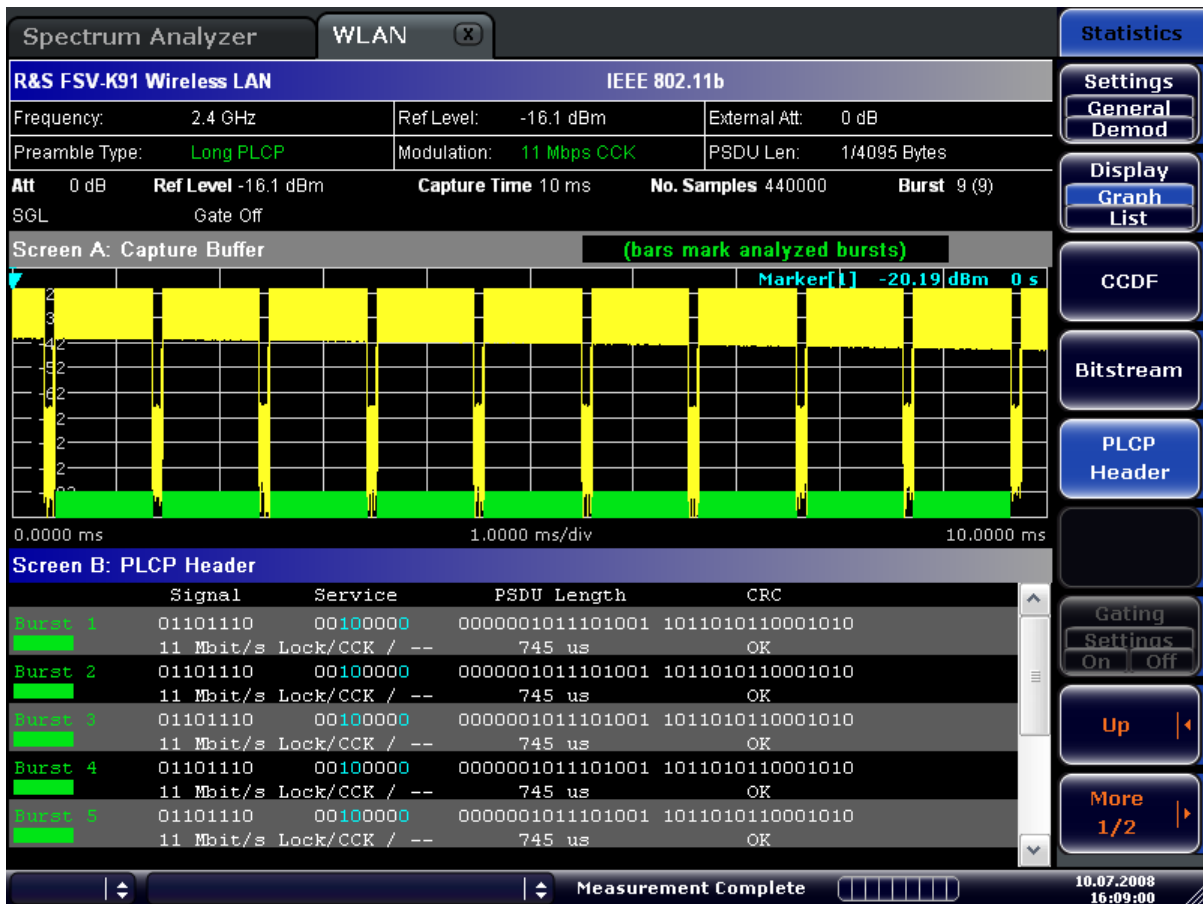 Spectrum Analyzer WLAN X
R&S FSV-K91 Wireless LAN IEEE 802.11b
Frequency: 2.4 GHz Ref Level: -16.1 dBm External Att: 0 dB
Preamble Type: Long PLCP Modulation: 11 Mbps CCK PSDU Len: 1/4095 Bytes
Att 0 dB Ref Level -16.1 dBm Capture Time 10 ms No. Samples 440000 Burst 9 (9)
SGL Gate Off
Screen A: Capture Buffer (bars mark analyzed bursts)
Marker[1] -20.19 dBm 0 s
0.0000 ms 1.0000 ms/div 10.0000 ms
Screen B: PLCP Header
Signal Service PSDU Length CRC
Burst 1 01101110 00100000 0000001011101001 1011010110001010
11 Mbit/s Lock/CCK / -- 745 us OK
Burst 2 01101110 00100000 0000001011101001 1011010110001010
11 Mbit/s Lock/CCK / -- 745 us OK
Burst 3 01101110 00100000 0000001011101001 1011010110001010
11 Mbit/s Lock/CCK / -- 745 us OK
Burst 4 01101110 00100000 0000001011101001 1011010110001010
11 Mbit/s Lock/CCK / -- 745 us OK
Burst 5 01101110 00100000 0000001011101001 1011010110001010
11 Mbit/s Lock/CCK / -- 745 us OK
Measurement Complete
Statistics
Settings
General
Demod
Display
Graph
List
CCDF
Bitstream
PLCP
Header
Gating
Settings
On Off
Up
More
1/2
10.07.2008
16:09:00